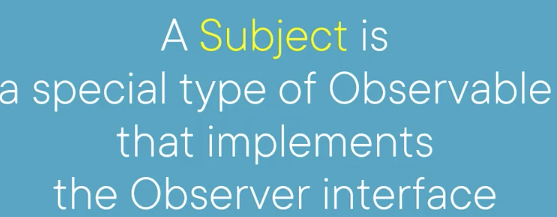 A Subject is
a special type of Observable
that implements
the Observer interface